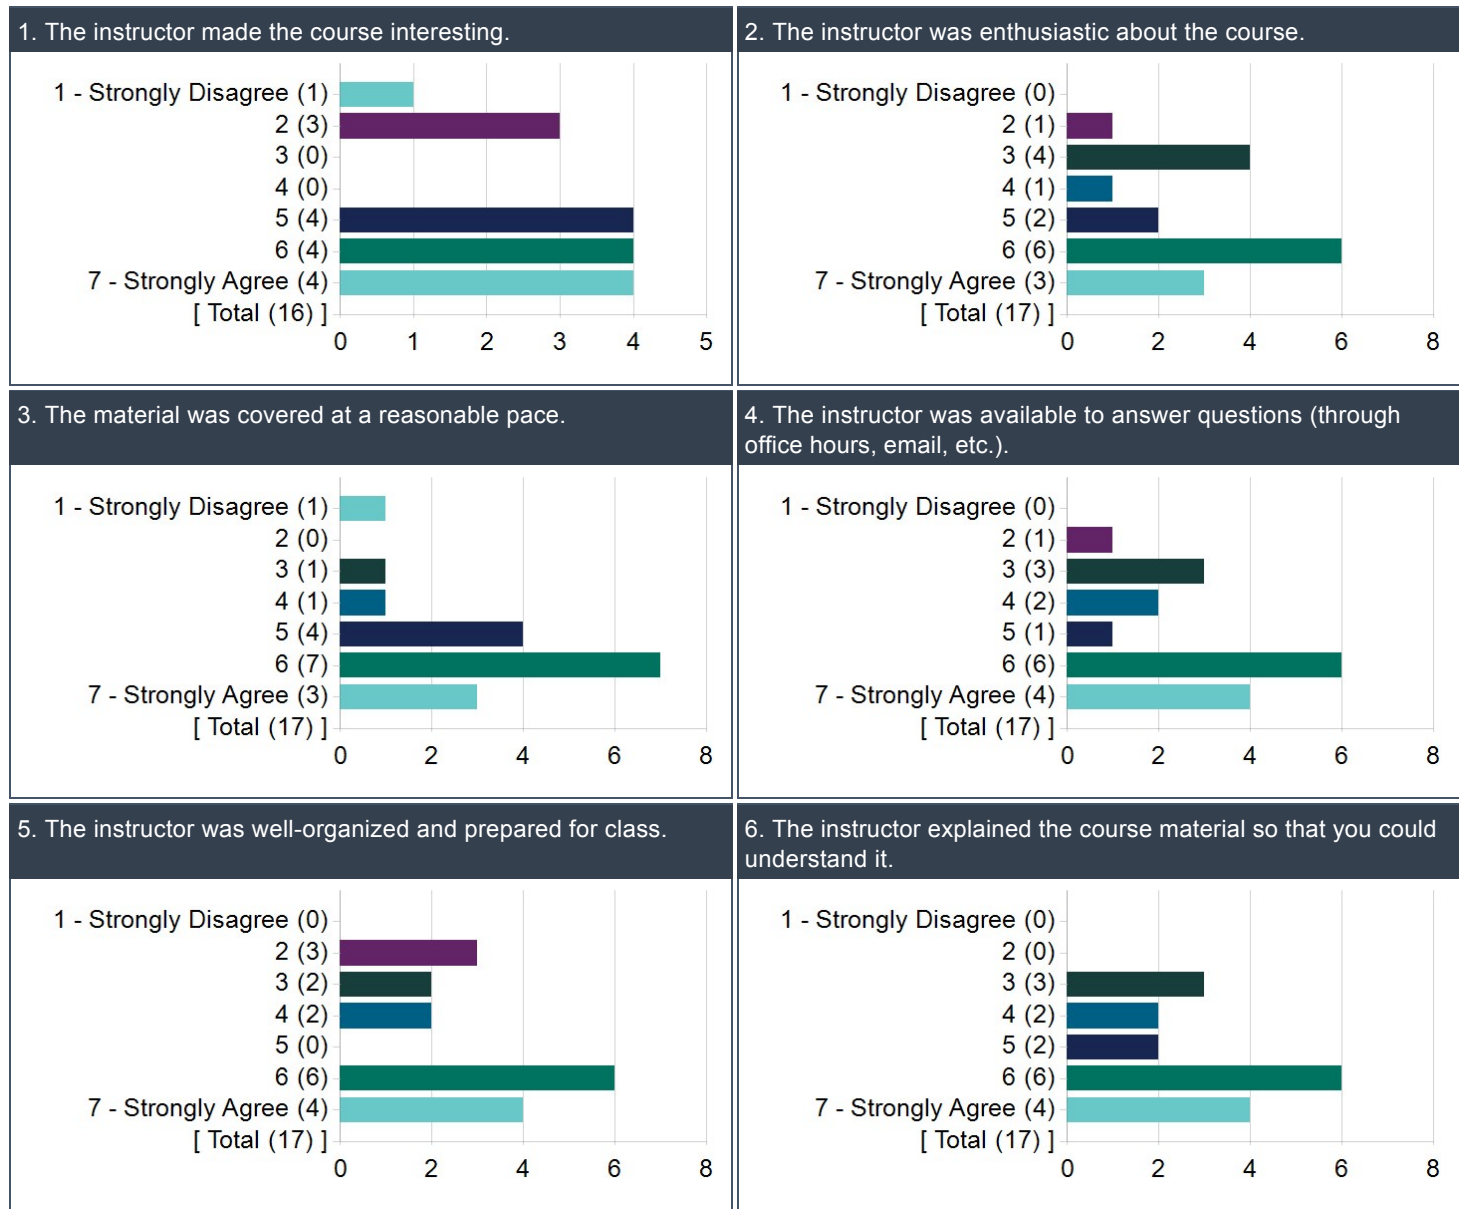 1. The instructor made the course interesting.
1 - Strongly Disagree (1)
2 (3)
3 (0)
4 (0)
5 (4)
6 (4)
7 - Strongly Agree (4)
[ Total (16) ]
0 1 2 3 4 5
2. The instructor was enthusiastic about the course.
1 - Strongly Disagree (0)
2 (1)
3 (4)
4 (1)
5 (2)
6 (6)
7 - Strongly Agree (3)
[ Total (17) ]
0 2 4 6 8
3. The material was covered at a reasonable pace.
1 - Strongly Disagree (1)
2 (0)
3 (1)
4 (1)
5 (4)
6 (7)
7 - Strongly Agree (3)
[ Total (17) ]
0 2 4 6 8
4. The instructor was available to answer questions (through
office hours, email, etc.).
1 - Strongly Disagree (0)
2 (1)
3 (3)
4 (2)
5 (1)
6 (6)
7 - Strongly Agree (4)
[ Total (17) ]
0 2 4 6 8
5. The instructor was well-organized and prepared for class.
1 - Strongly Disagree (0)
2 (3)
3 (2)
4 (2)
5 (0)
6 (6)
7 - Strongly Agree (4)
[ Total (17) ]
0 2 4 6 8
6. The instructor explained the course material so that you could
understand it.
1 - Strongly Disagree (0)
2 (0)
3 (3)
4 (2)
5 (2)
6 (6)
7 - Strongly Agree (4)
[ Total (17) ]
0 2 4 6 8